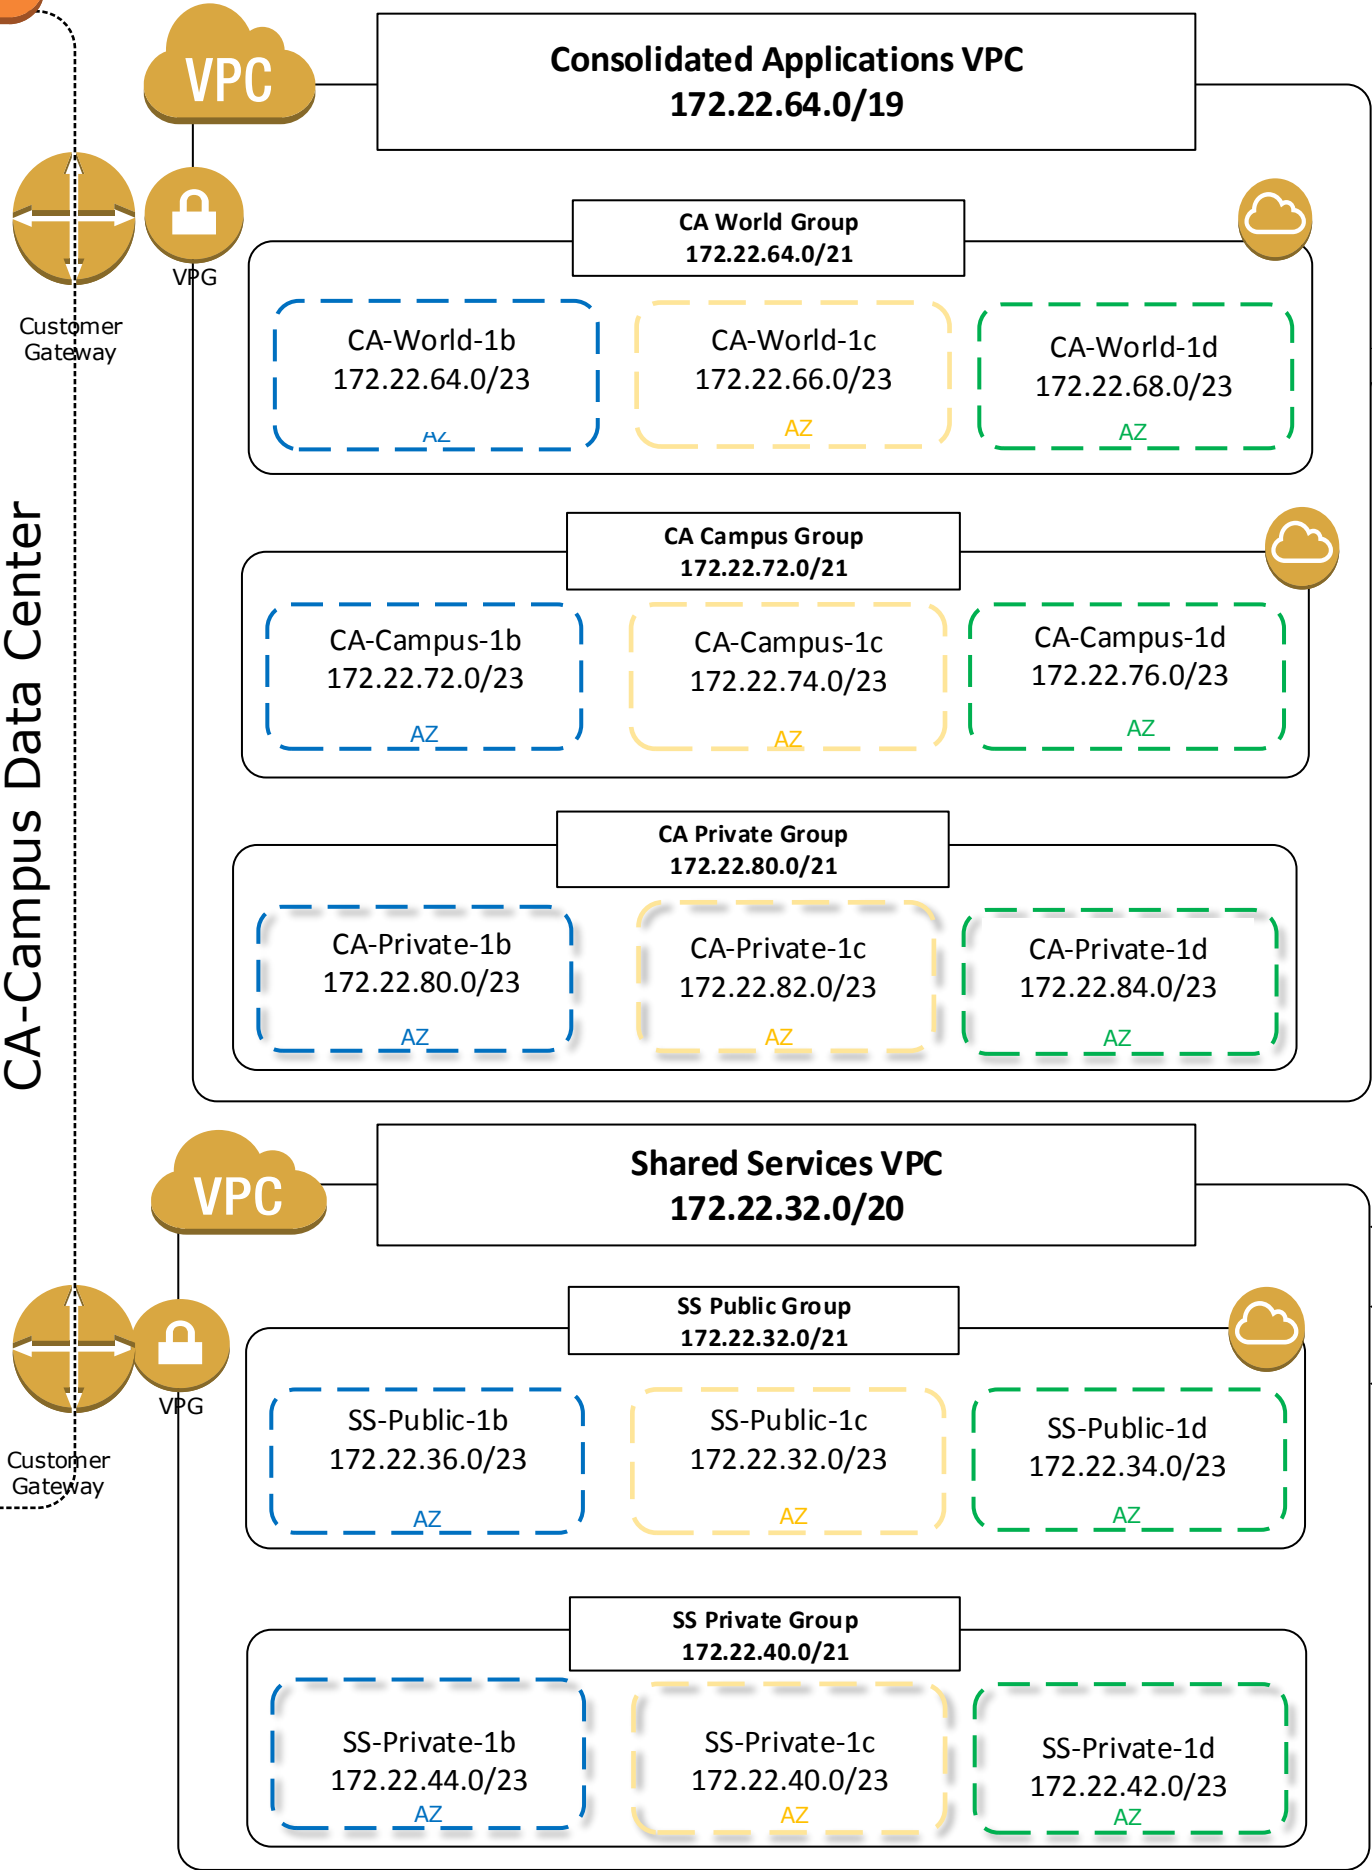 VPC
Consolidated Applications VPC
172.22.64.0/19
VPG
Customer
Gateway
CA World Group
172.22.64.0/21
CA-World-1b
172.22.64.0/23
AZ
CA-World-1c
172.22.66.0/23
AZ
CA-World-1d
172.22.68.0/23
AZ
CA-Campus Data Center
CA Campus Group
172.22.72.0/21
CA-Campus-1b
172.22.72.0/23
AZ
CA-Campus-1c
172.22.74.0/23
AZ
CA-Campus-1d
172.22.76.0/23
AZ
CA Private Group
172.22.80.0/21
CA-Private-1b
172.22.80.0/23
AZ
CA-Private-1c
172.22.82.0/23
AZ
CA-Private-1d
172.22.84.0/23
AZ
VPC
Shared Services VPC
172.22.32.0/20
VPG
Customer
Gateway
SS Public Group
172.22.32.0/21
SS-Public-1b
172.22.36.0/23
AZ
SS-Public-1c
172.22.32.0/23
AZ
SS-Public-1d
172.22.34.0/23
AZ
SS Private Group
172.22.40.0/21
SS-Private-1b
172.22.44.0/23
AZ
SS-Private-1c
172.22.40.0/23
AZ
SS-Private-1d
172.22.42.0/23
AZ